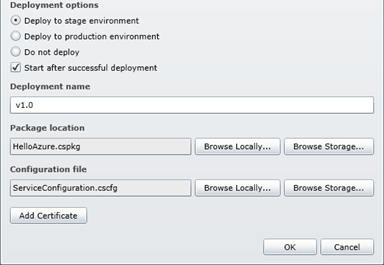 Deployment options
Deploy to stage environment
Deploy to production environment
Do not deploy
Start after successful deployment
Deployment name
v1.0
Package location
HelloAzure.cspkg Browse Locally... Browse Storage...
Configuration file
ServiceConfiguration.cscfg Browse Locally... Browse Storage...
Add Certificate
OK Cancel